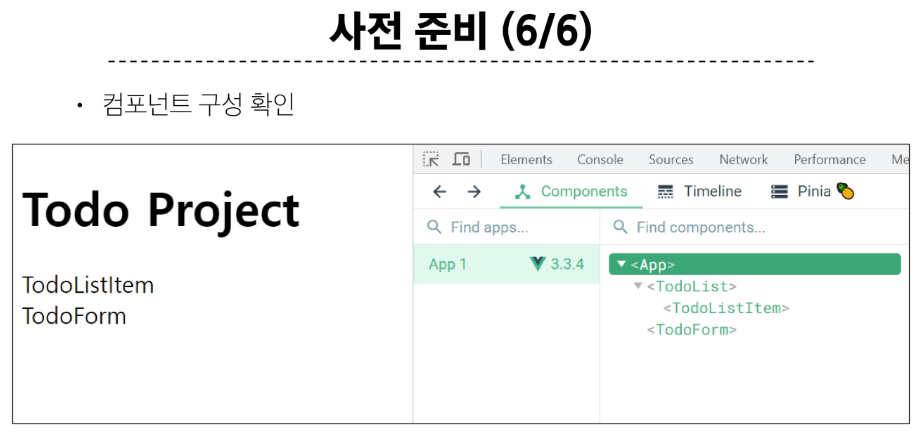 사전 준비 (6/6)
• 컴포넌트 구성 확인
Todo Project
TodoListItem
TodoForm
Elements Console Sources Network Performance Me
Components Timeline Pinia
Find apps...
Find components...
App 1 3.3.4
<App>
<TodoList>
<TodoListItem>
<TodoForm>